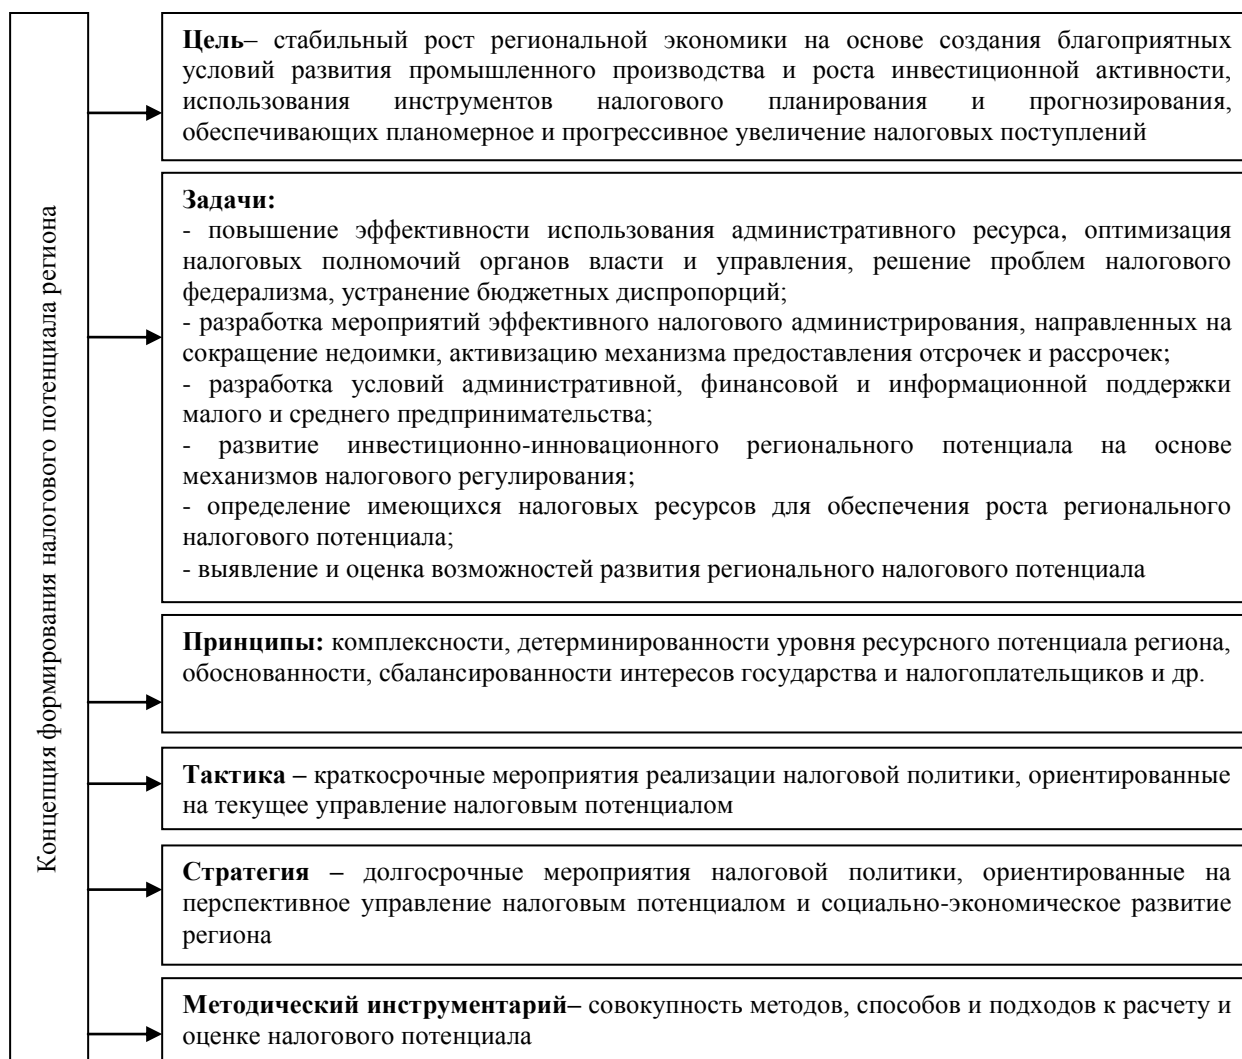 Концепция формирования налогового потенциала региона
Цель– стабильный рост региональной экономики на основе создания благоприятных
условий развития промышленного производства и роста инвестиционной активности,
использования инструментов налогового планирования и прогнозирования,
обеспечивающих планомерное и прогрессивное увеличение налоговых поступлений
Задачи:
- повышение эффективности использования административного ресурса, оптимизация
налоговых полномочий органов власти и управления, решение проблем налогового
федерализма, устранение бюджетных диспропорций;
- разработка мероприятий эффективного налогового администрирования, направленных на
сокращение недоимки, активизацию механизма предоставления отсрочек и рассрочек;
- разработка условий административной, финансовой и информационной поддержки
малого и среднего предпринимательства;
- развитие инвестиционно-инновационного регионального потенциала на основе
механизмов налогового регулирования;
- определение имеющихся налоговых ресурсов для обеспечения роста регионального
налогового потенциала;
- выявление и оценка возможностей развития регионального налогового потенциала
Принципы: комплексности, детерминированности уровня ресурсного потенциала региона,
обоснованности, сбалансированности интересов государства и налогоплательщиков и др.
Тактика – краткосрочные мероприятия реализации налоговой политики, ориентированные
на текущее управление налоговым потенциалом
Стратегия – долгосрочные мероприятия налоговой политики, ориентированные на
перспективное управление налоговым потенциалом и социально-экономическое развитие
региона
Методический инструментарий– совокупность методов, способов и подходов к расчету и
оценке налогового потенциала